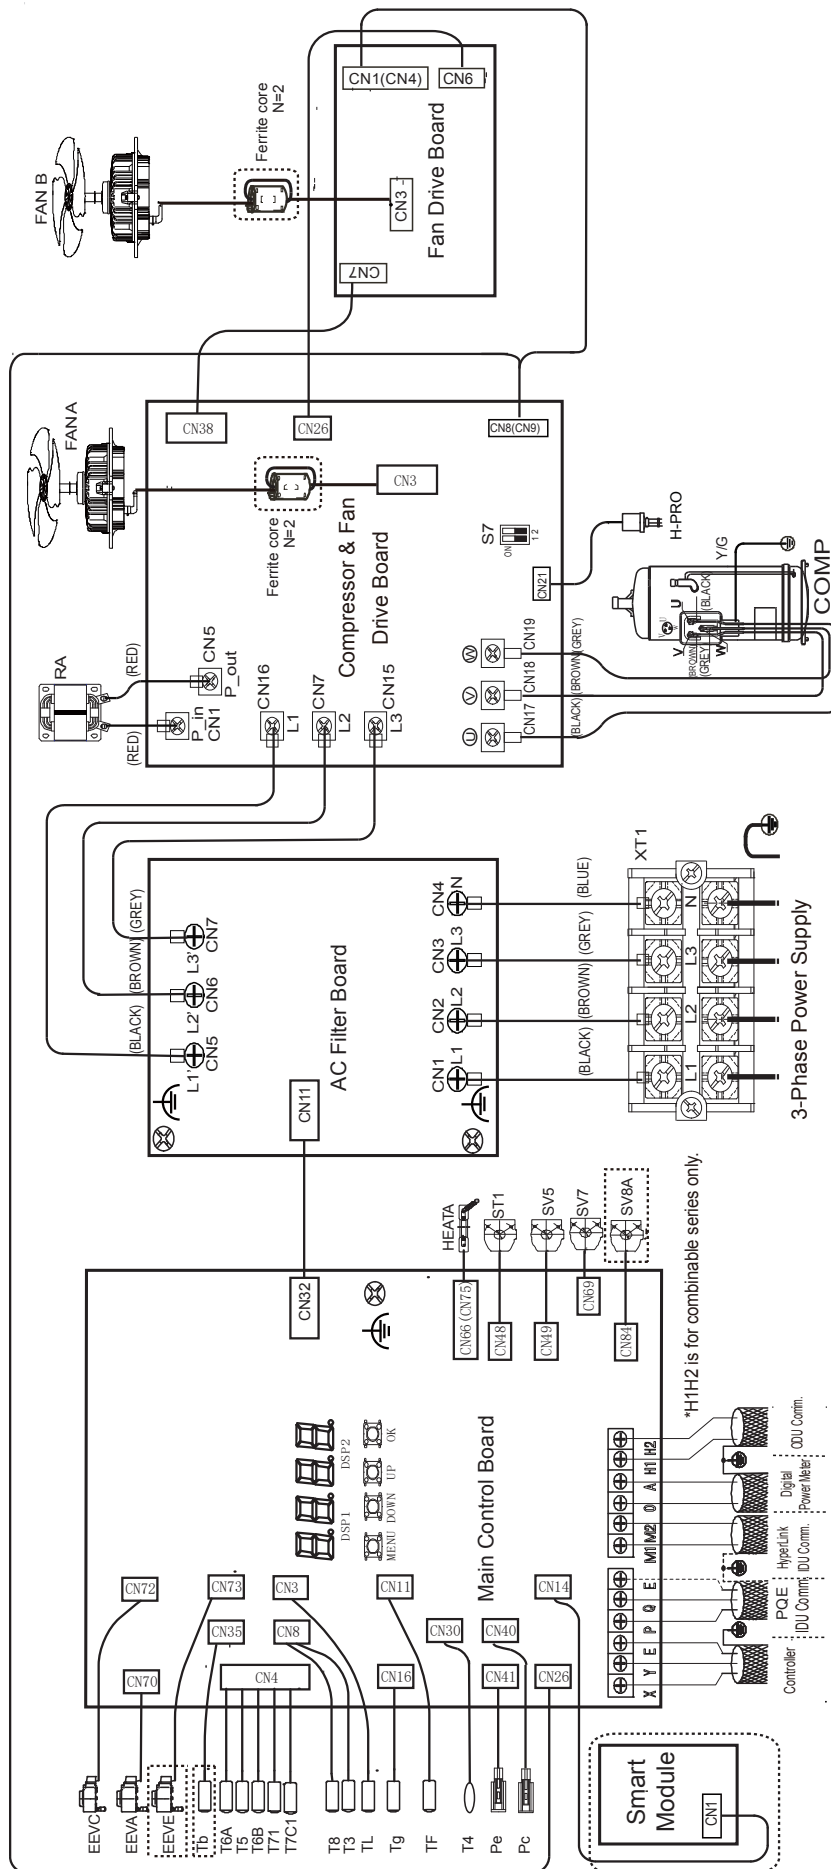 FAN B
Ferrite core
N=2
CN1(CN4)
CN6
CN3
CN7
Fan Drive Board
FAN A
Ferrite core
N=2
CN38
CN26
CN8(CN9)
CN3
S7
ON
1 2
CN21
H-PRO
Compressor & Fan
Drive Board
RA
(RED)
(RED)
P_in
CN1
CN5
P_out
CN16
L1
CN7
L2
CN15
L3
U
V
W
CN17
CN18
CN19
(BLACK)
(BROWN)
(GREY)
Y/G
U
(BLACK)
V
(BROWN)
(GREY)
W
COMP
(BLACK)
(BROWN)
(GREY)
L1'
CN5
L2'
CN6
L3'
CN7
AC Filter Board
CN11
CN1
L1
CN2
L2
CN3
L3
CN4
N
(BLACK)
(BROWN)
(GREY)
(BLUE)
XT1
L1
L2
L3
N
3-Phase Power Supply
CN32
HEATA
ST1
SV5
SV7
SV8A
CN66(CN75)
CN48
CN49
CN69
CN84
*H1H2 is for combinable series only.
DSP1
DSP2
MENU
DOWN
UP
OK
Main Control Board
CN72
CN70
CN73
CN35
CN4
CN3
CN8
CN11
CN16
CN30
CN40
CN41
CN14
CN26
EEVC
EEVA
EEVE
Tb
T6A
T5
T6B
T71
T7C1
T8
T3
TL
Tg
TF
T4
Pe
Pc
X Y E P Q E
M1 M2 O A H1 H2
Controller
PQE
IDU Comm.
HyperLink
IDU Comm.
Digital
Power Meter
ODU Comm.
Smart
Module
CN1